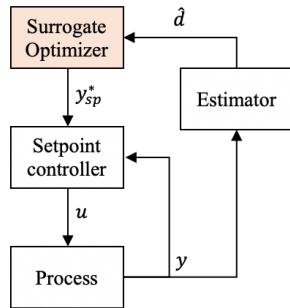 Surrogate
Optimizer
d̂
y*sp
Estimator
Setpoint
controller
u
y
Process